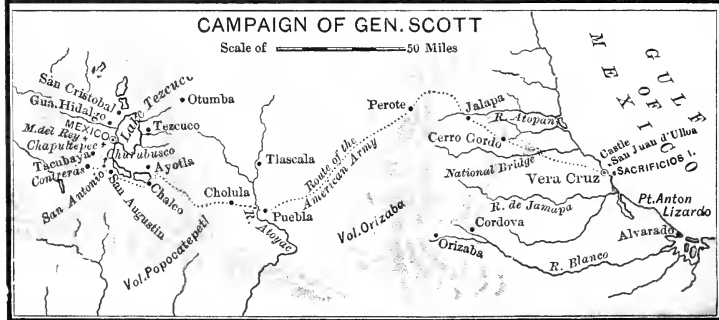 CAMPAIGN OF GEN. SCOTT
Scale of 50 Miles
GULF
OF
MEXICO
San Cristobal
Gua. Hidalgo
MEXICO
M. del Rey
Chapultepec
Tacubaya
Contreras
San Antonio
San Augustin
Churubusco
Lake Tezcuco
Otumba
Tezcuco
Ayotla
Chalco
Vol. Popocatepetl
Cholula
Tlascala
Puebla
R. Atoyac
Route of the
American Army
Perote
Jalapa
R. Atopan
Cerro Gordo
National Bridge
Castle
San Juan d'Ulloa
SACRIFICIOS I.
Vera Cruz
Pt. Anton
Lizardo
R. de Jamapa
Vol. Orizaba
Cordova
Orizaba
Alvarado
R. Blanco